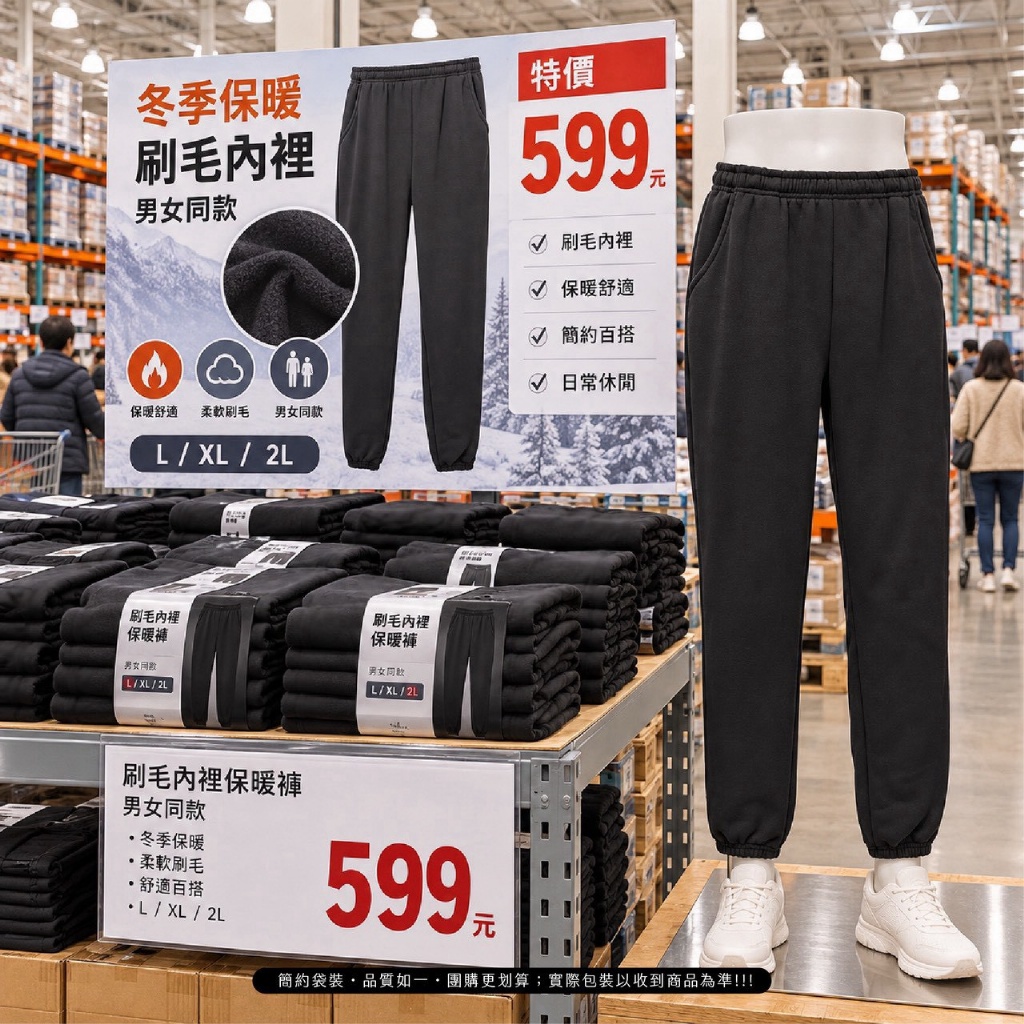 冬季保暖
刷毛內裡
男女同款
保暖舒適
柔軟刷毛
男女同款
L / XL / 2L
特價
599元
刷毛內裡
保暖舒適
簡約百搭
日常休閒
刷毛內裡
保暖褲
男女同款
L / XL / 2L
刷毛內裡
保暖褲
男女同款
L / XL / 2L
刷毛內裡保暖褲
男女同款
• 冬季保暖
• 柔軟刷毛
• 舒適百搭
• L / XL / 2L
599元
簡約袋裝・品質如一・團購更划算；實際包裝以收到商品為準!!!